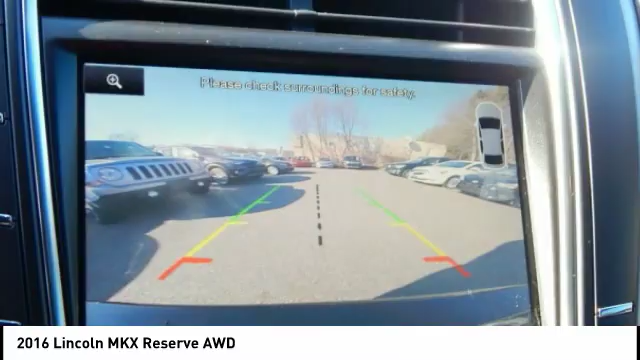 Please check surroundings for safety.
2016 Lincoln MKX Reserve AWD